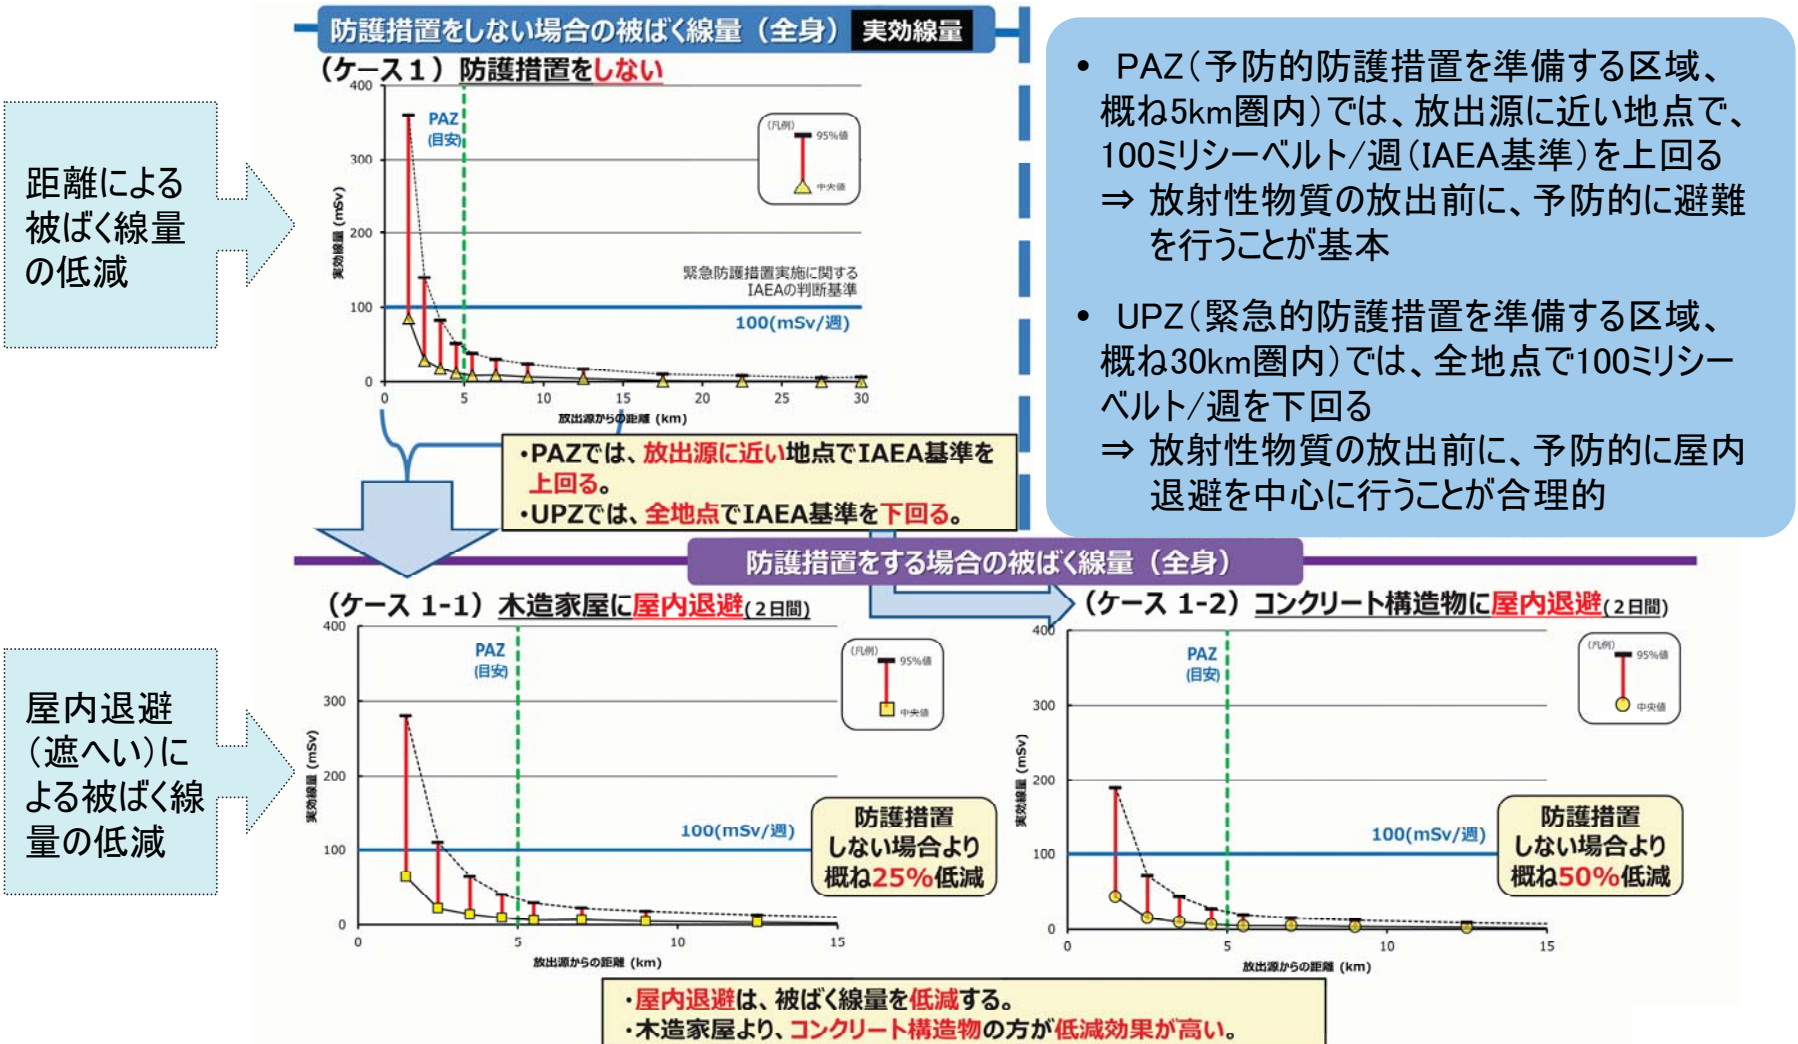 防護措置をしない場合の被ばく線量（全身） 実効線量
（ケース１）防護措置をしない
400
300
200
100
0
実効線量 (mSv)
PAZ
(目安)
(凡例)
95%値
中央値
緊急防護措置実施に関する
IAEAの判断基準
100(mSv/週)
0 5 10 15 20 25 30
放出源からの距離 (km)
・PAZでは、放出源に近い地点でIAEA基準を
上回る。
・UPZでは、全地点でIAEA基準を下回る。
距離による
被ばく線量
の低減
• PAZ（予防的防護措置を準備する区域、
概ね5km圏内）では、放出源に近い地点で、
100ミリシーベルト/週（IAEA基準）を上回る
⇒ 放射性物質の放出前に、予防的に避難
を行うことが基本
• UPZ（緊急的防護措置を準備する区域、
概ね30km圏内）では、全地点で100ミリシー
ベルト/週を下回る
⇒ 放射性物質の放出前に、予防的に屋内
退避を中心に行うことが合理的
防護措置をする場合の被ばく線量（全身）
屋内退避
（遮へい）に
よる被ばく線
量の低減
（ケース 1-1）木造家屋に屋内退避(２日間)
400
300
200
100
0
実効線量 (mSv)
PAZ
(目安)
(凡例)
95%値
中央値
100(mSv/週)
防護措置
しない場合より
概ね25%低減
0 5 10 15
放出源からの距離 (km)
（ケース 1-2）コンクリート構造物に屋内退避(２日間)
400
300
200
100
0
実効線量 (mSv)
PAZ
(目安)
(凡例)
95%値
中央値
100(mSv/週)
防護措置
しない場合より
概ね50%低減
0 5 10 15
放出源からの距離 (km)
・屋内退避は、被ばく線量を低減する。
・木造家屋より、コンクリート構造物の方が低減効果が高い。